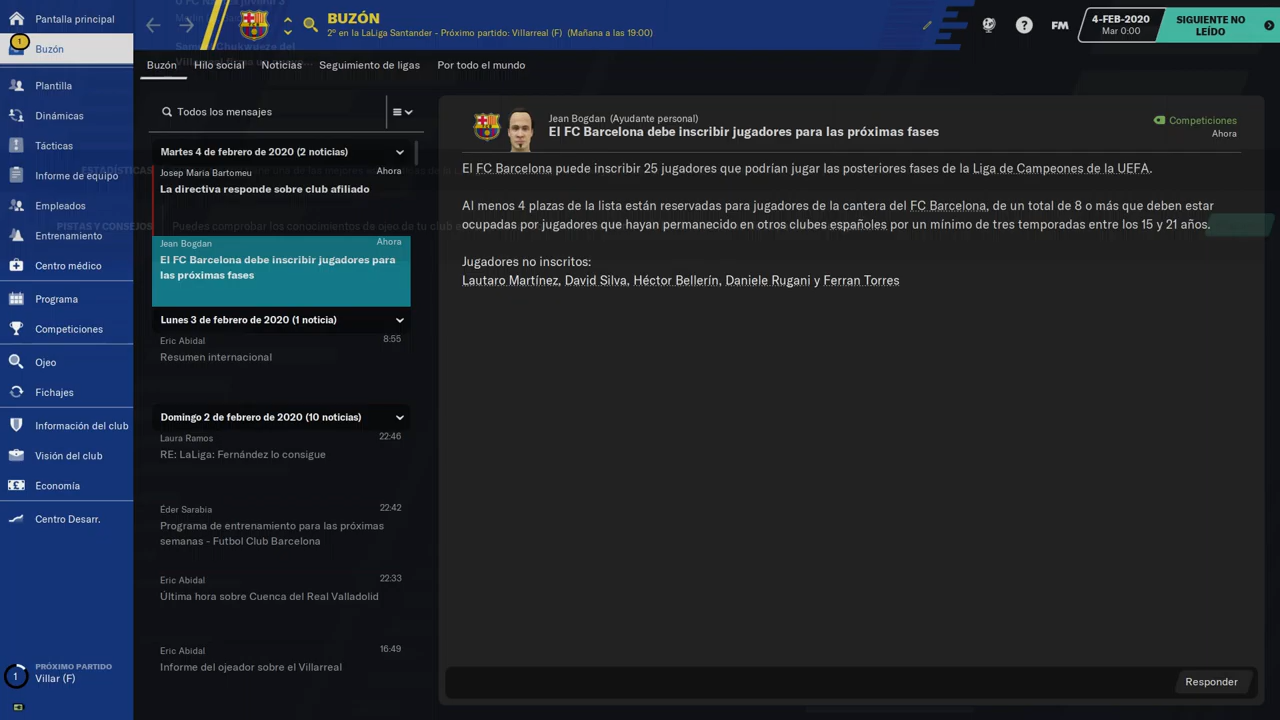 Pantalla principal
1
Buzón
Plantilla
Dinámicas
Tácticas
Informe de equipo
Empleados
Entrenamiento
Centro médico
Programa
Competiciones
Ojeo
Fichajes
Información del club
Visión del club
Economía
Centro Desarr.
1
PRÓXIMO PARTIDO
Villar (F)
BUZÓN
2º en la LaLiga Santander - Próximo partido: Villarreal (F) (Mañana a las 19:00)
FM
4-FEB-2020
Mar 0:00
SIGUIENTE NO
LEÍDO
Buzón Hilo social Noticias Seguimiento de ligas Por todo el mundo
Todos los mensajes
Martes 4 de febrero de 2020 (2 noticias)
Josep Maria Bartomeu Ahora
La directiva responde sobre club afiliado
Jean Bogdan Ahora
El FC Barcelona debe inscribir jugadores para
las próximas fases
Lunes 3 de febrero de 2020 (1 noticia)
Eric Abidal 8:55
Resumen internacional
Domingo 2 de febrero de 2020 (10 noticias)
Laura Ramos 22:46
RE: LaLiga: Fernández lo consigue
Éder Sarabia 22:42
Programa de entrenamiento para las próximas
semanas - Futbol Club Barcelona
Eric Abidal 22:33
Última hora sobre Cuenca del Real Valladolid
Eric Abidal 16:49
Informe del ojeador sobre el Villarreal
Jean Bogdan (Ayudante personal)
El FC Barcelona debe inscribir jugadores para las próximas fases
Competiciones
Ahora
El FC Barcelona puede inscribir 25 jugadores que podrían jugar las posteriores fases de la Liga de Campeones de la UEFA.
Al menos 4 plazas de la lista están reservadas para jugadores de la cantera del FC Barcelona, de un total de 8 o más que deben estar
ocupadas por jugadores que hayan permanecido en otros clubes españoles por un mínimo de tres temporadas entre los 15 y 21 años.
Jugadores no inscritos:
Lautaro Martínez, David Silva, Héctor Bellerín, Daniele Rugani y Ferran Torres
Responder